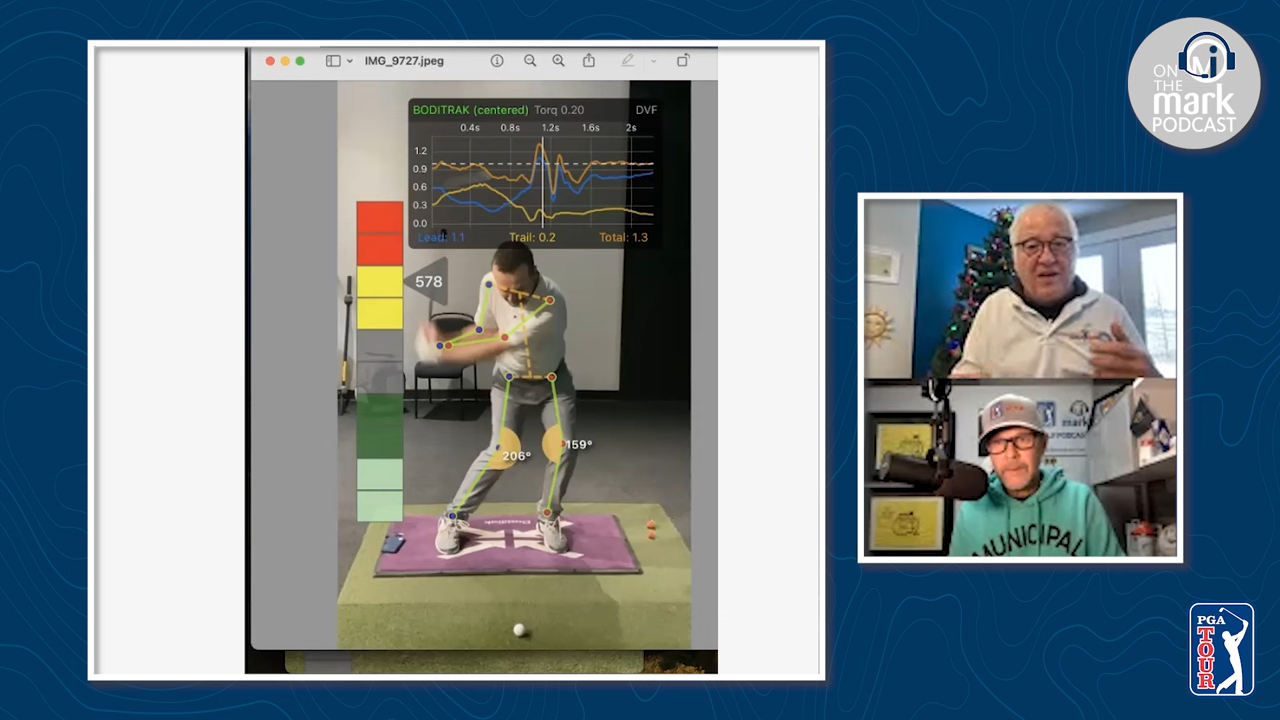 IMG_9727.jpeg
BODITRAK (centered) Torq 0.20 DVF
0.4s 0.8s 1.2s 1.6s 2s
1.2
0.9
0.6
0.3
0.0
Lead: 1.1 Trail: 0.2 Total: 1.3
578
206°
159°
ON
THE
mark
PODCAST
mark
MUNICIPAL
PGA
TOUR